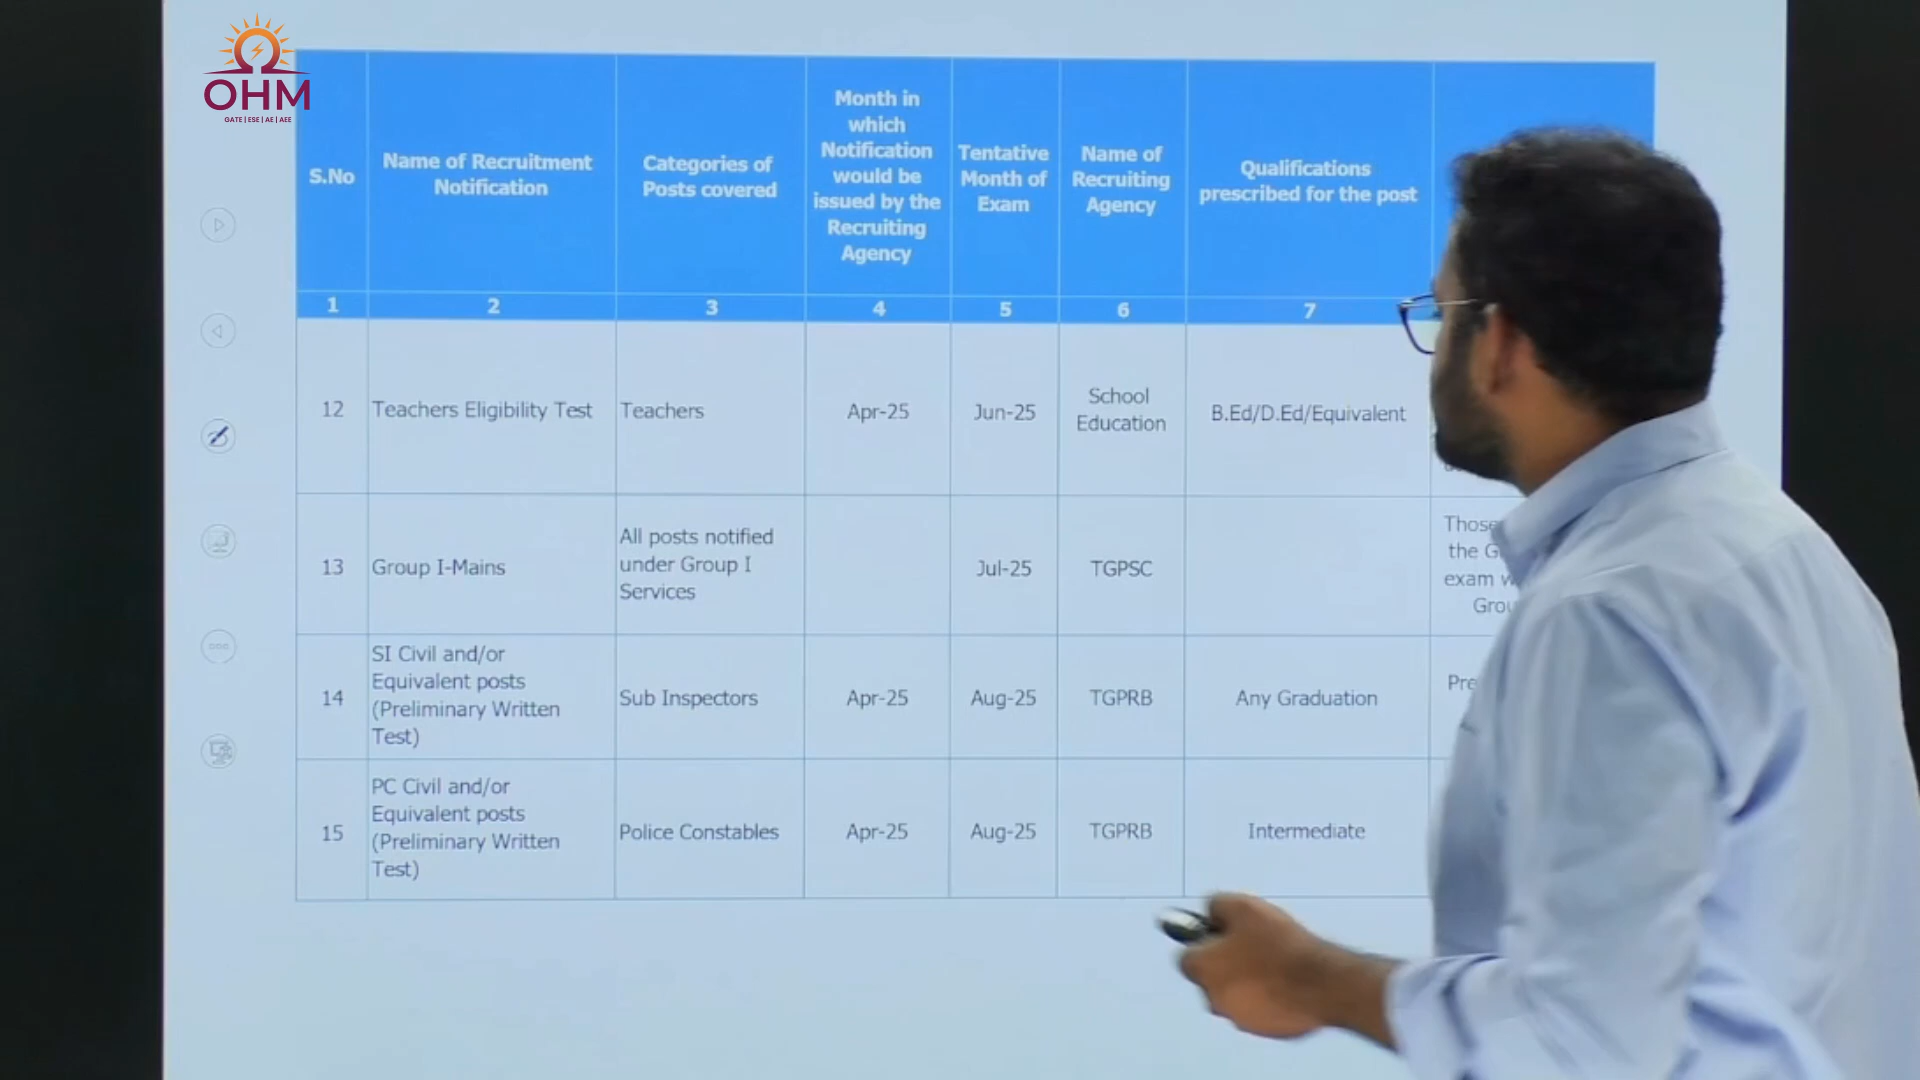 OHM
GATE | ESE | AE | AEE
S.No
Name of Recruitment
Notification
Categories of
Posts covered
Month in
which
Notification
would be
issued by the
Recruiting
Agency
Tentative
Month of
Exam
Name of
Recruiting
Agency
Qualifications
prescribed for the post
1 2 3 4 5 6 7
12
Teachers Eligibility Test
Teachers
Apr-25
Jun-25
School
Education
B.Ed/D.Ed/Equivalent
13
Group I-Mains
All posts notified
under Group I
Services
Jul-25
TGPSC
Those
the
exam
14
SI Civil and/or
Equivalent posts
(Preliminary Written
Test)
Sub Inspectors
Apr-25
Aug-25
TGPRB
Any Graduation
15
PC Civil and/or
Equivalent posts
(Preliminary Written
Test)
Police Constables
Apr-25
Aug-25
TGPRB
Intermediate